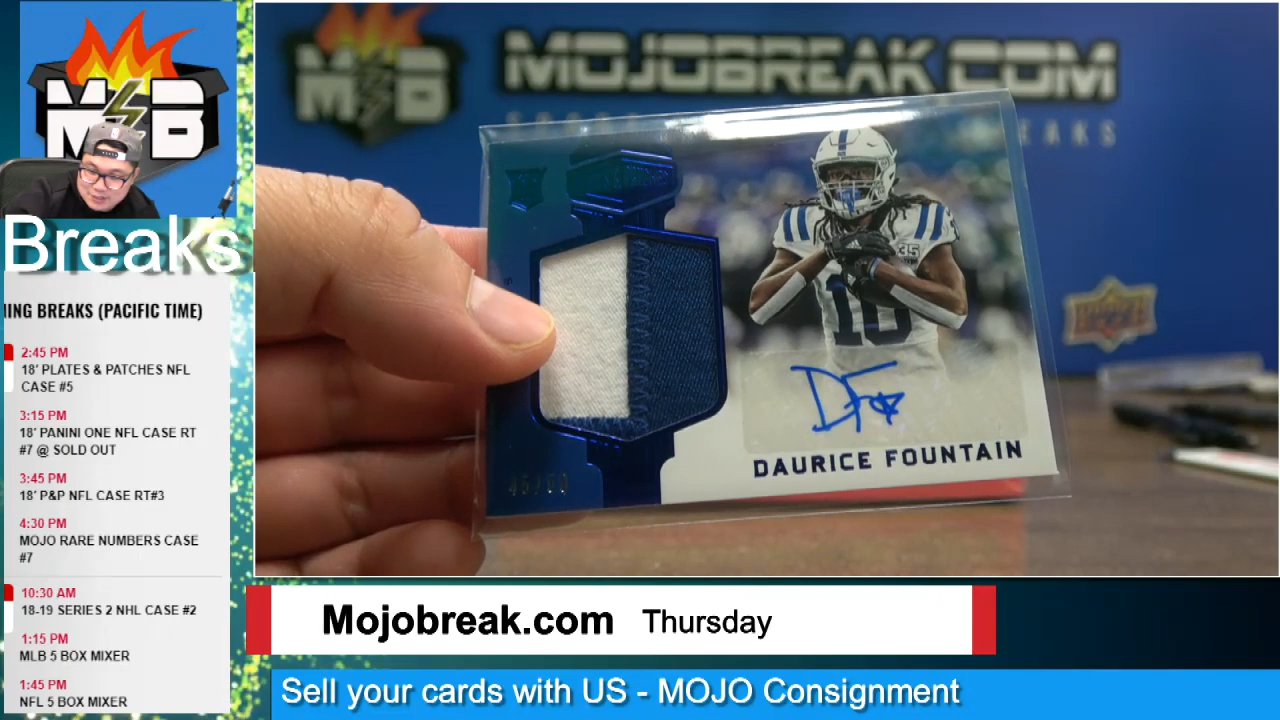 MB
Breaks
ING BREAKS (PACIFIC TIME)
2:45 PM
18' PLATES & PATCHES NFL
CASE #5
3:15 PM
18' PANINI ONE NFL CASE RT
#7 @ SOLD OUT
3:45 PM
18' P&P NFL CASE RT#3
4:30 PM
MOJO RARE NUMBERS CASE
#7
10:30 AM
18-19 SERIES 2 NHL CASE #2
1:15 PM
MLB 5 BOX MIXER
1:45 PM
NFL 5 BOX MIXER
MB
MOJOBREAK.COM
10
DF
DAURICE FOUNTAIN
Mojobreak.com Thursday
Sell your cards with US - MOJO Consignment